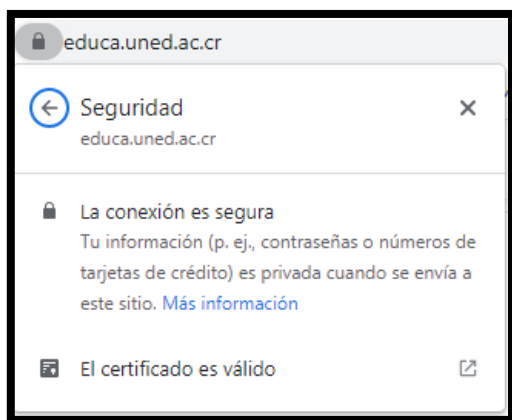 educa.uned.ac.cr
Seguridad
educa.uned.ac.cr
La conexión es segura
Tu información (p. ej., contraseñas o números de
tarjetas de crédito) es privada cuando se envía a
este sitio. Más información
El certificado es válido